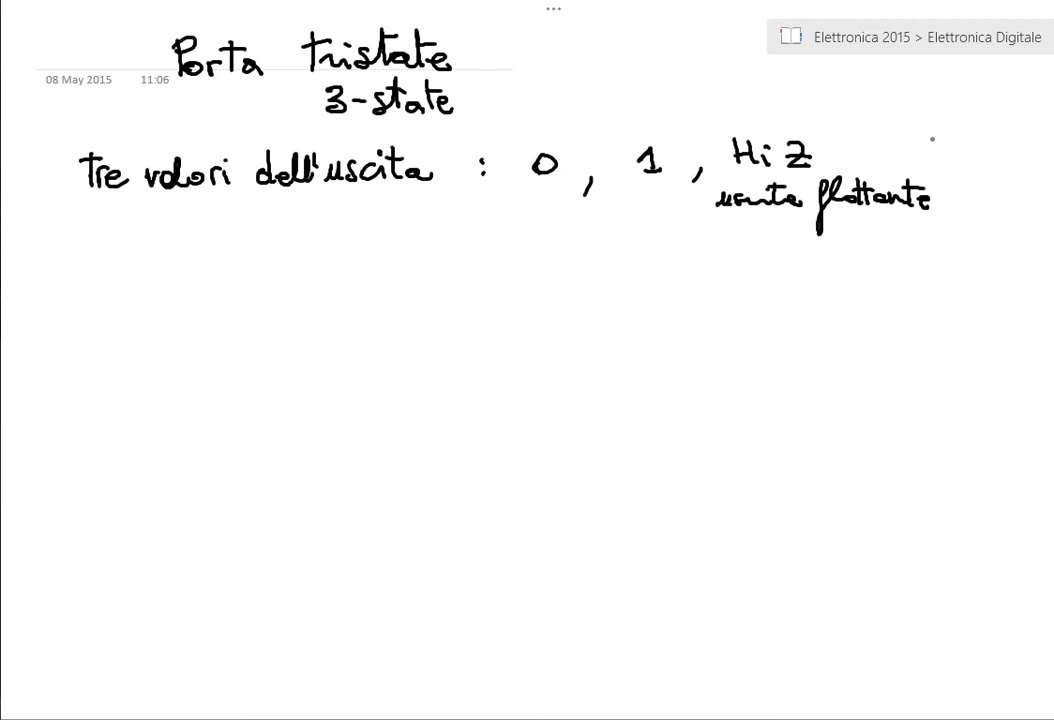 Elettronica 2015 > Elettronica Digitale
Porta tristate
08 May 2015 11:06
3-state
tre valori dell'uscita : 0 , 1 , Hi Z
uscita flottante